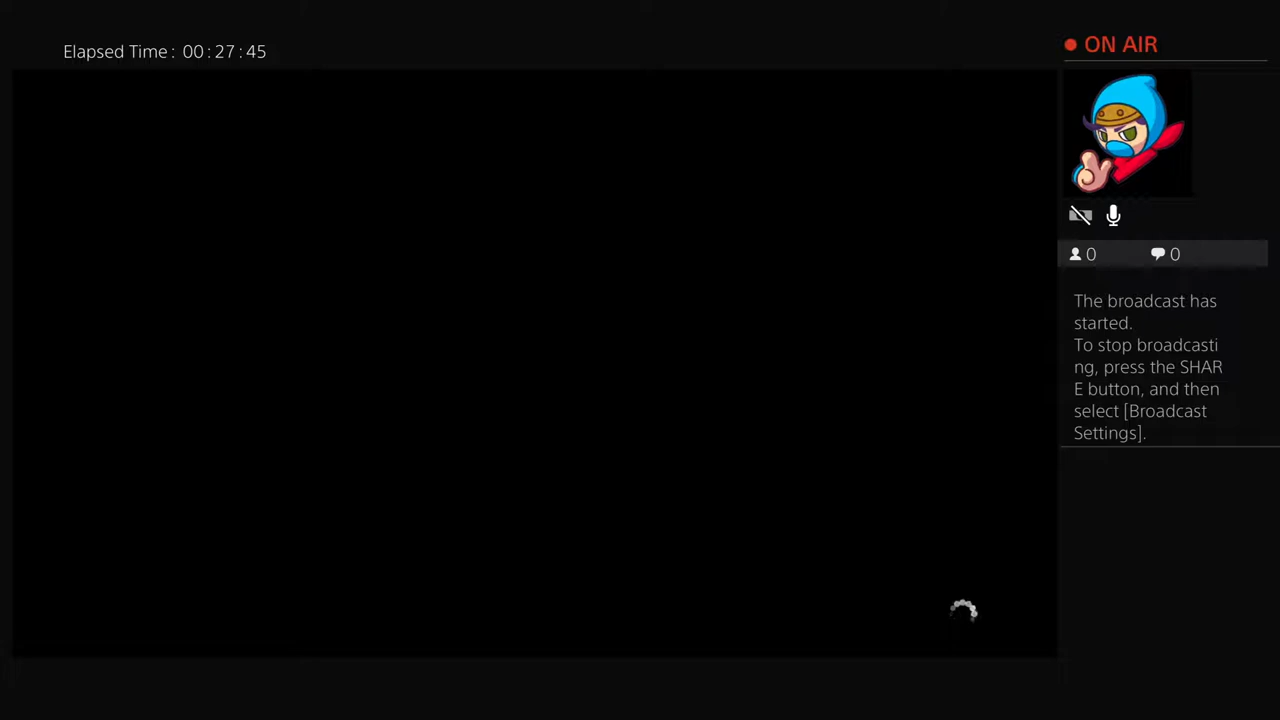 Elapsed Time: 00:27:45
ON AIR
0 0
The broadcast has
started.
To stop broadcasti
ng, press the SHAR
E button, and then
select [Broadcast
Settings].